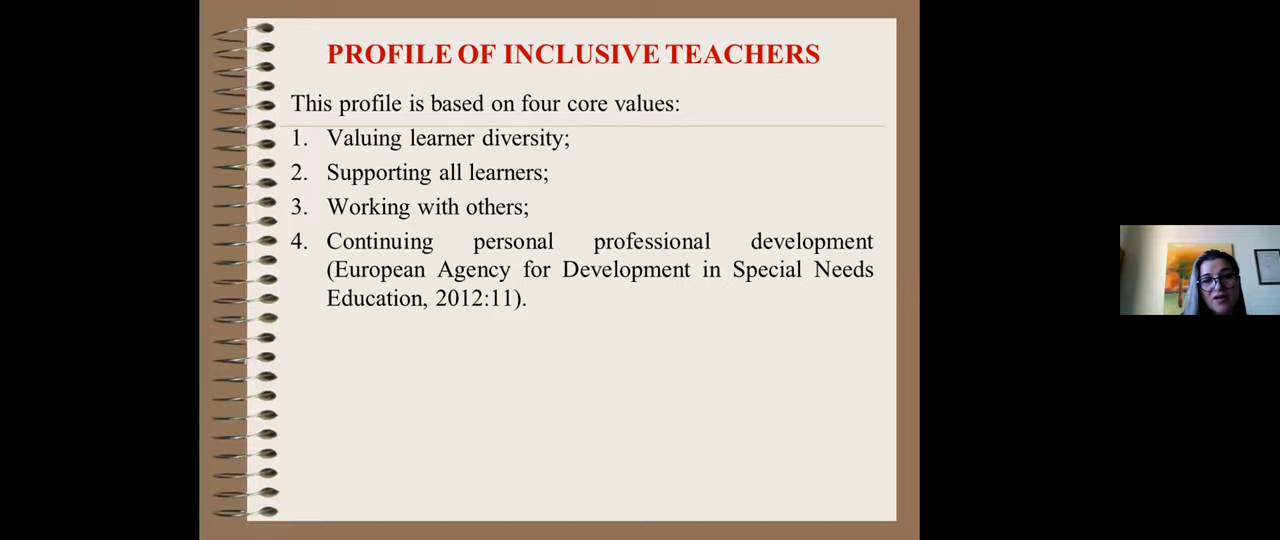 PROFILE OF INCLUSIVE TEACHERS
This profile is based on four core values:
1. Valuing learner diversity;
2. Supporting all learners;
3. Working with others;
4. Continuing personal professional development
(European Agency for Development in Special Needs
Education, 2012:11).